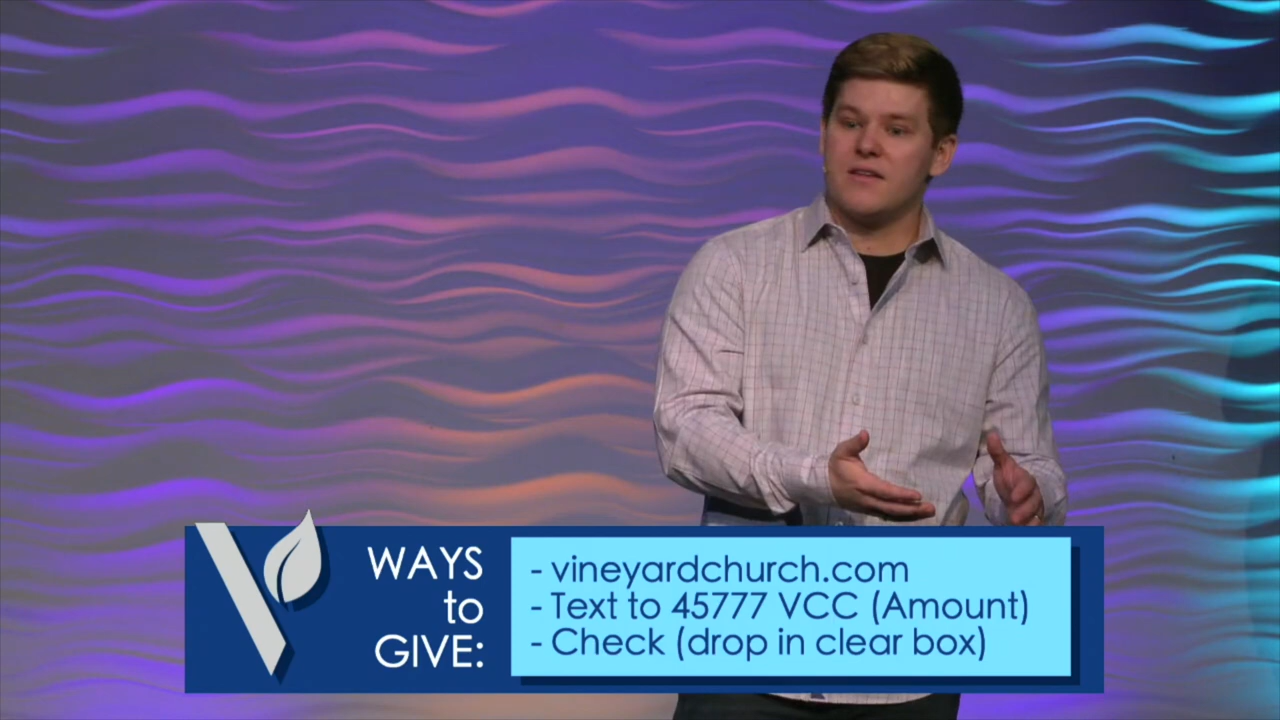 WAYS
to
GIVE:
- vineyardchurch.com
- Text to 45777 VCC (Amount)
- Check (drop in clear box)